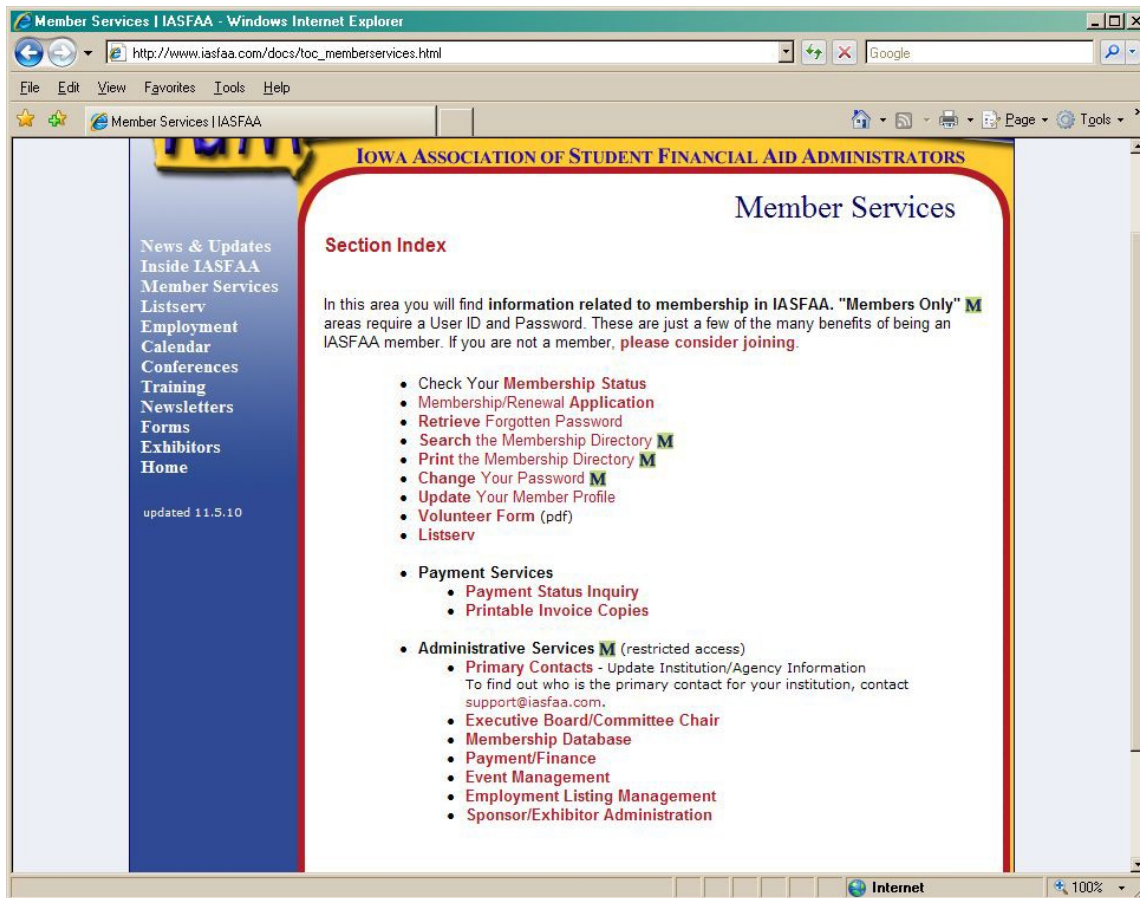 Member Services | IASFAA - Windows Internet Explorer
http://www.iasfaa.com/docs/toc_memberservices.html
Google
File Edit View Favorites Tools Help
Member Services | IASFAA
Page Tools »
IOWA ASSOCIATION OF STUDENT FINANCIAL AID ADMINISTRATORS
Member Services
News & Updates
Inside IASFAA
Member Services
Listserv
Employment
Calendar
Conferences
Training
Newsletters
Forms
Exhibitors
Home
updated 11.5.10
Section Index
In this area you will find information related to membership in IASFAA. "Members Only" M
areas require a User ID and Password. These are just a few of the many benefits of being an
IASFAA member. If you are not a member, please consider joining.
• Check Your Membership Status
• Membership/Renewal Application
• Retrieve Forgotten Password
• Search the Membership Directory M
• Print the Membership Directory M
• Change Your Password M
• Update Your Member Profile
• Volunteer Form (pdf)
• Listserv
• Payment Services
• Payment Status Inquiry
• Printable Invoice Copies
• Administrative Services M (restricted access)
• Primary Contacts - Update Institution/Agency Information
To find out who is the primary contact for your institution, contact
support@iasfaa.com.
• Executive Board/Committee Chair
• Membership Database
• Payment/Finance
• Event Management
• Employment Listing Management
• Sponsor/Exhibitor Administration
Internet
100%